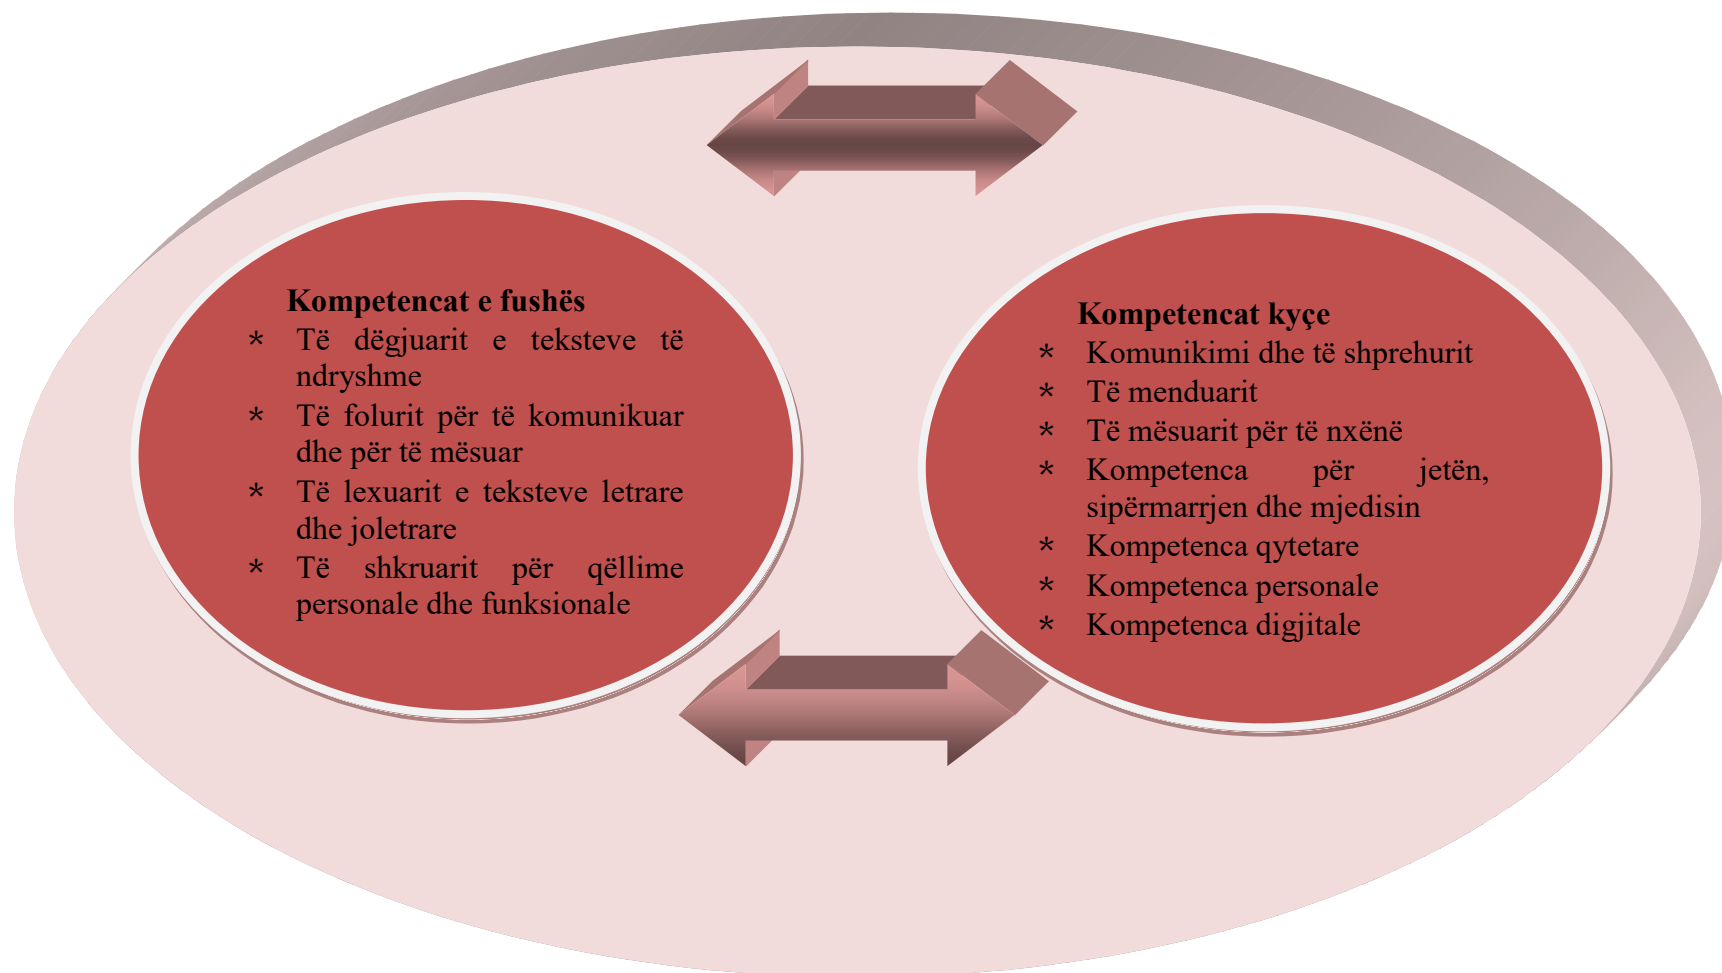 Kompetencat e fushës
* Të dëgjuarit e teksteve të
ndryshme
* Të folurit për të komunikuar
dhe për të mësuar
* Të lexuarit e teksteve letrare
dhe joletrare
* Të shkruarit për qëllime
personale dhe funksionale
Kompetencat kyçe
* Komunikimi dhe të shprehurit
* Të menduarit
* Të mësuarit për të nxënë
* Kompetenca për jetën,
sipërmarrjen dhe mjedisin
* Kompetenca qytetare
* Kompetenca personale
* Kompetenca digjitale